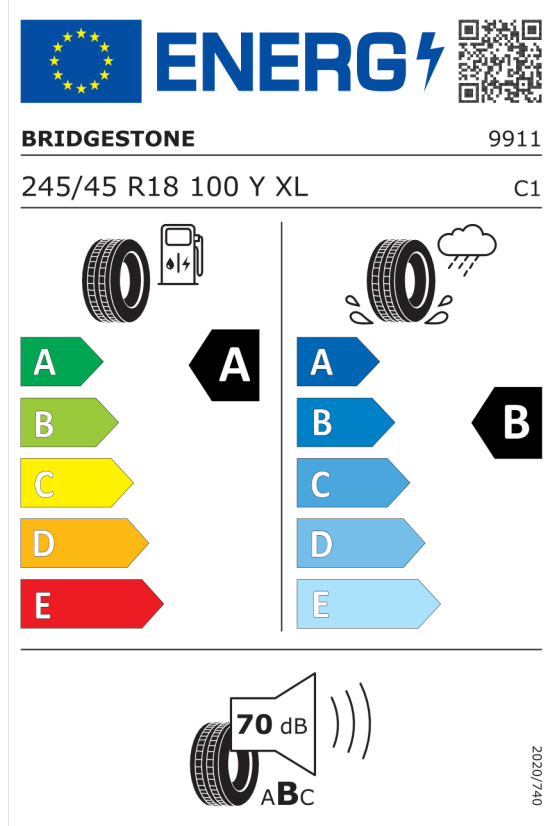 ENERG
BRIDGESTONE 9911
245/45 R18 100 Y XL C1
A A
B
C
D
E
A
B B
C
D
E
70 dB
ABC
2020/740